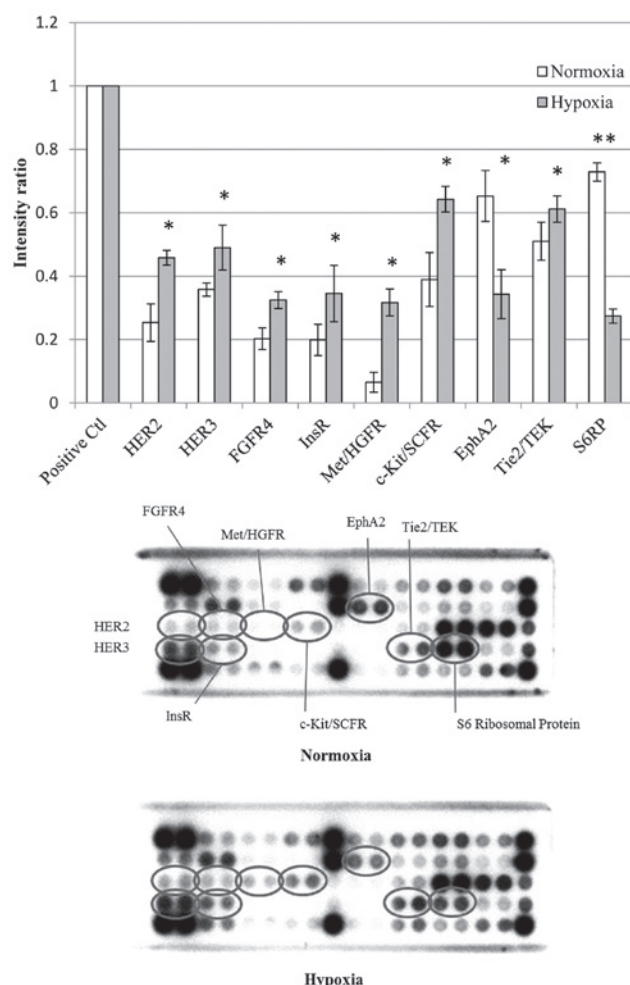 1.2
1
0.8
0.6
0.4
0.2
0
Intensity ratio
Normoxia
Hypoxia
*
*
*
*
*
*
*
*
**
Positive Ctl
HER2
HER3
FGFR4
InsR
Met/HGFR
c-Kit/SCFR
EphA2
Tie2/TEK
S6RP
FGFR4
Met/HGFR
EphA2
Tie2/TEK
HER2
HER3
InsR
c-Kit/SCFR
S6 Ribosomal Protein
Normoxia
Hypoxia